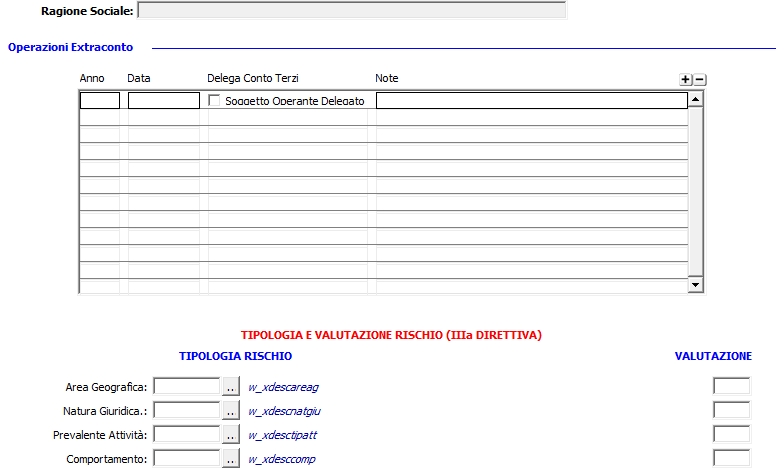 Ragione Sociale:
Operazioni Extraconto
Anno Data Delega Conto Terzi Note
Soggetto Operante Delegato
TIPOLOGIA E VALUTAZIONE RISCHIO (IIIa DIRETTIVA)
TIPOLOGIA RISCHIO VALUTAZIONE
Area Geografica: .. w_xdescareag
Natura Giuridica.: .. w_xdescnatgiu
Prevalente Attività: .. w_xdesctipatt
Comportamento: .. w_xdesccomp